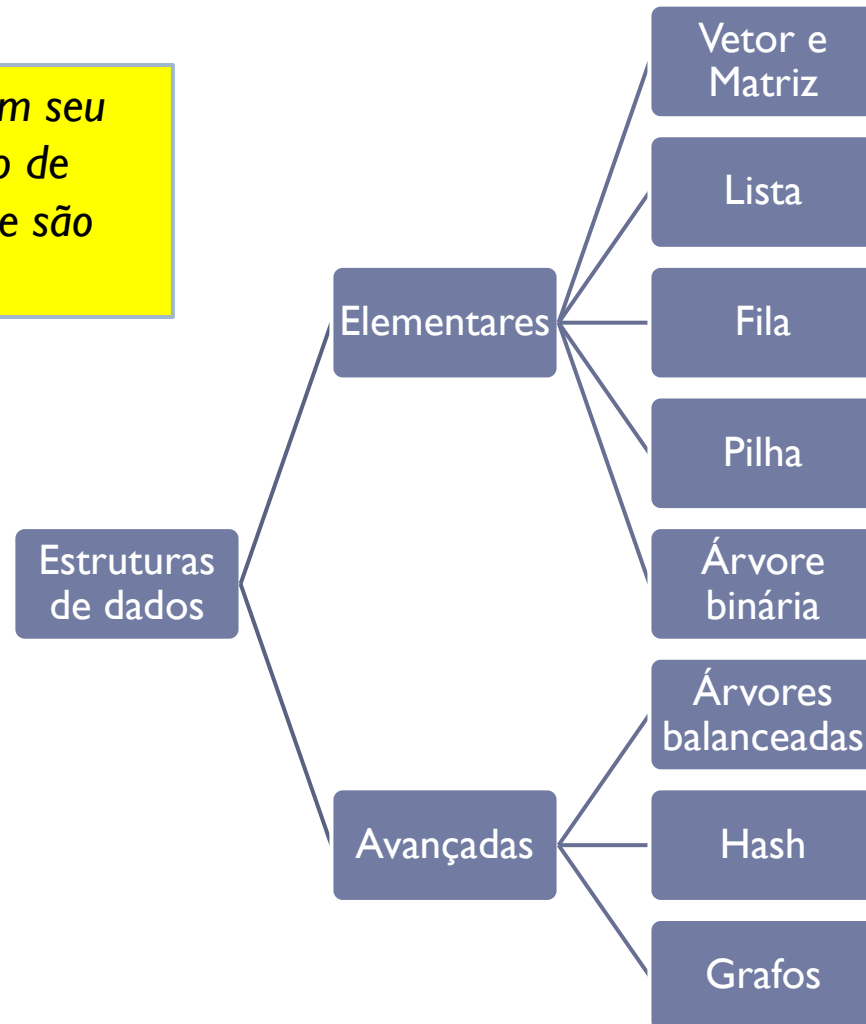 m seu
o de
e são
Estruturas
de dados
Elementares
Vetor e
Matriz
Lista
Fila
Pilha
Árvore
binária
Avançadas
Árvores
balanceadas
Hash
Grafos